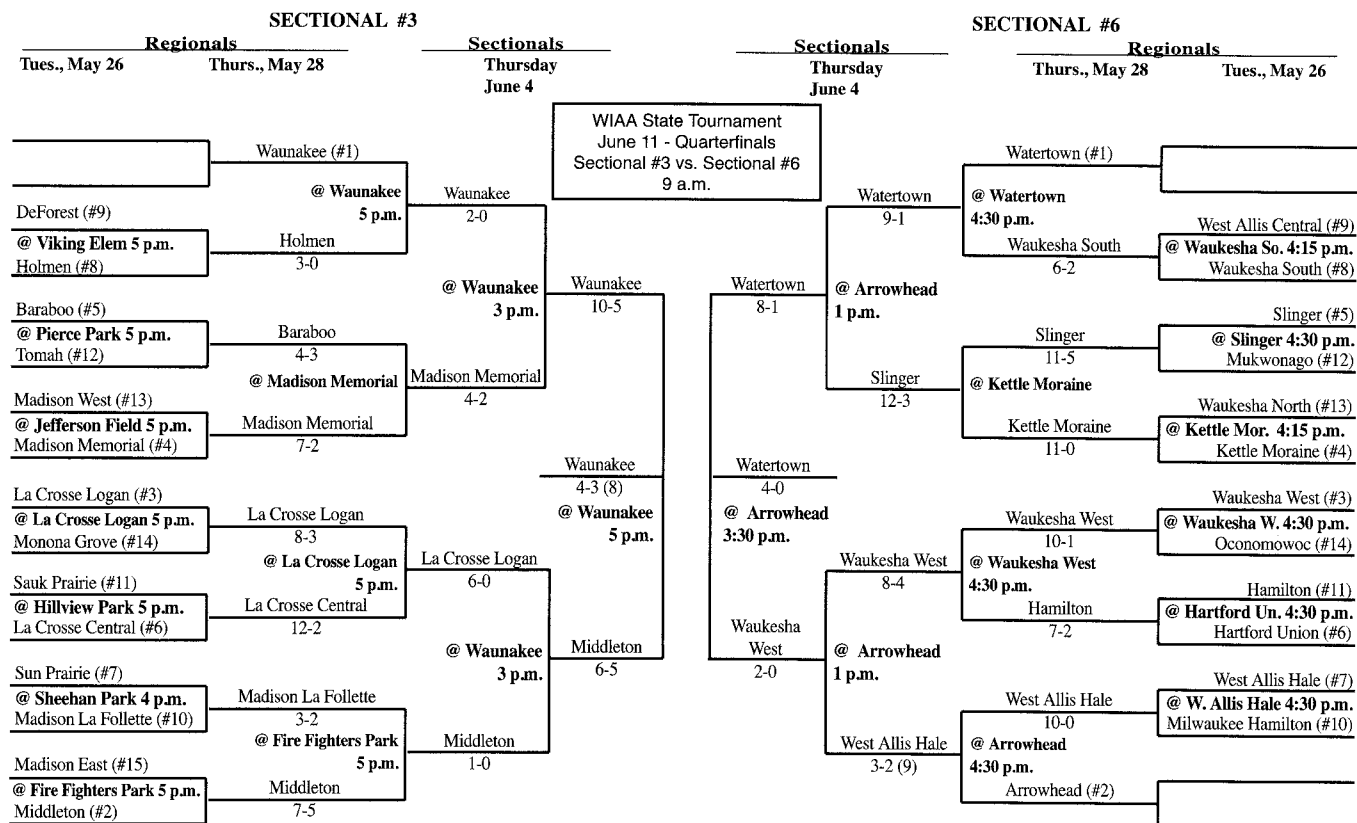 SECTIONAL #3
Regionals
Sectionals
Tues., May 26
Thurs., May 28
Thursday
June 4
DeForest (#9)
@ Viking Elem 5 p.m.
Holmen (#8)
Baraboo (#5)
@ Pierce Park 5 p.m.
Tomah (#12)
Madison West (#13)
@ Jefferson Field 5 p.m.
Madison Memorial (#4)
La Crosse Logan (#3)
@ La Crosse Logan 5 p.m.
Monona Grove (#14)
Sauk Prairie (#11)
@ Hillview Park 5 p.m.
La Crosse Central (#6)
Sun Prairie (#7)
@ Sheehan Park 4 p.m.
Madison La Follette (#10)
Madison East (#15)
@ Fire Fighters Park 5 p.m.
Middleton (#2)
Waunakee (#1)
@ Waunakee
5 p.m.
Holmen
3-0
Baraboo
4-3
@ Madison Memorial
Madison Memorial
7-2
La Crosse Logan
8-3
@ La Crosse Logan
5 p.m.
La Crosse Central
12-2
Madison La Follette
3-2
@ Fire Fighters Park
5 p.m.
Middleton
7-5
Waunakee
2-0
@ Waunakee
3 p.m.
Madison Memorial
4-2
La Crosse Logan
6-0
@ Waunakee
3 p.m.
Middleton
1-0
Waunakee
10-5
Waunakee
4-3 (8)
@ Waunakee
5 p.m.
Middleton
6-5
WIAA State Tournament
June 11 - Quarterfinals
Sectional #3 vs. Sectional #6
9 a.m.
SECTIONAL #6
Sectionals
Regionals
Thursday
June 4
Thurs., May 28
Tues., May 26
Watertown
8-1
Watertown
4-0
@ Arrowhead
3:30 p.m.
Waukesha
West
2-0
Watertown
9-1
@ Arrowhead
1 p.m.
Slinger
12-3
Waukesha West
8-4
@ Arrowhead
1 p.m.
West Allis Hale
3-2 (9)
Watertown (#1)
@ Watertown
4:30 p.m.
Waukesha South
6-2
Slinger
11-5
@ Kettle Moraine
Kettle Moraine
11-0
Waukesha West
10-1
@ Waukesha West
4:30 p.m.
Hamilton
7-2
West Allis Hale
10-0
@ Arrowhead
4:30 p.m.
Arrowhead (#2)
West Allis Central (#9)
@ Waukesha So. 4:15 p.m.
Waukesha South (#8)
Slinger (#5)
@ Slinger 4:30 p.m.
Mukwonago (#12)
Waukesha North (#13)
@ Kettle Mor. 4:15 p.m.
Kettle Moraine (#4)
Waukesha West (#3)
@ Waukesha W. 4:30 p.m.
Oconomowoc (#14)
Hamilton (#11)
@ Hartford Un. 4:30 p.m.
Hartford Union (#6)
West Allis Hale (#7)
@ W. Allis Hale 4:30 p.m.
Milwaukee Hamilton (#10)